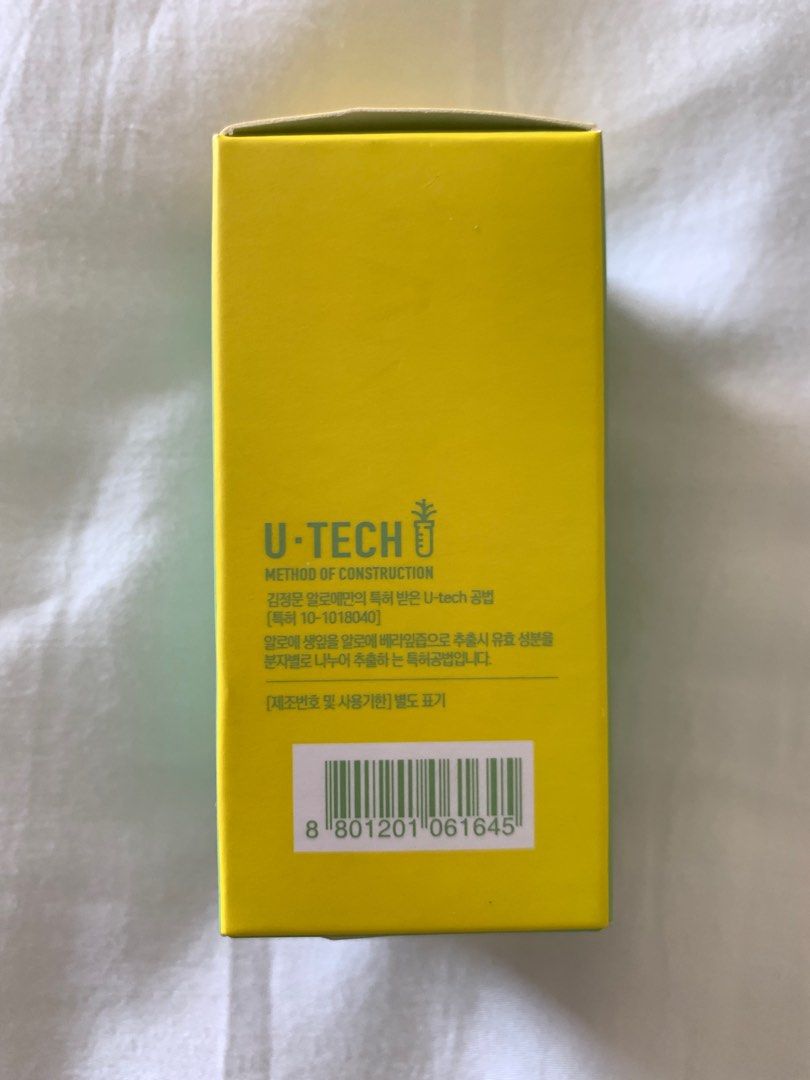 U·TECH
METHOD OF CONSTRUCTION
김정문 알로에만의 특허 받은 U-tech 공법
[특허 10-1018040]
알로에 생잎을 알로에 베라잎즙으로 추출시 유효 성분을
분자별로 나누어 추출하 는 특허공법입니다.
[제조번호 및 사용기한] 별도 표기
8 801201 061645